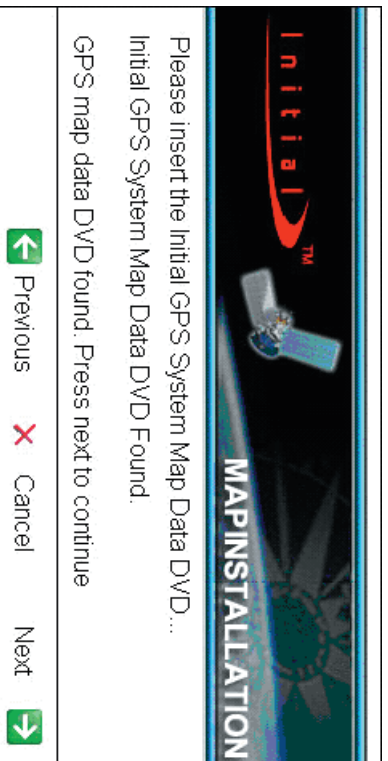 Initial TM
MAPINSTALLATION
Please insert the Initial GPS System Map Data DVD...
Initial GPS System Map Data DVD Found.
GPS map data DVD found. Press next to continue
Previous Cancel Next